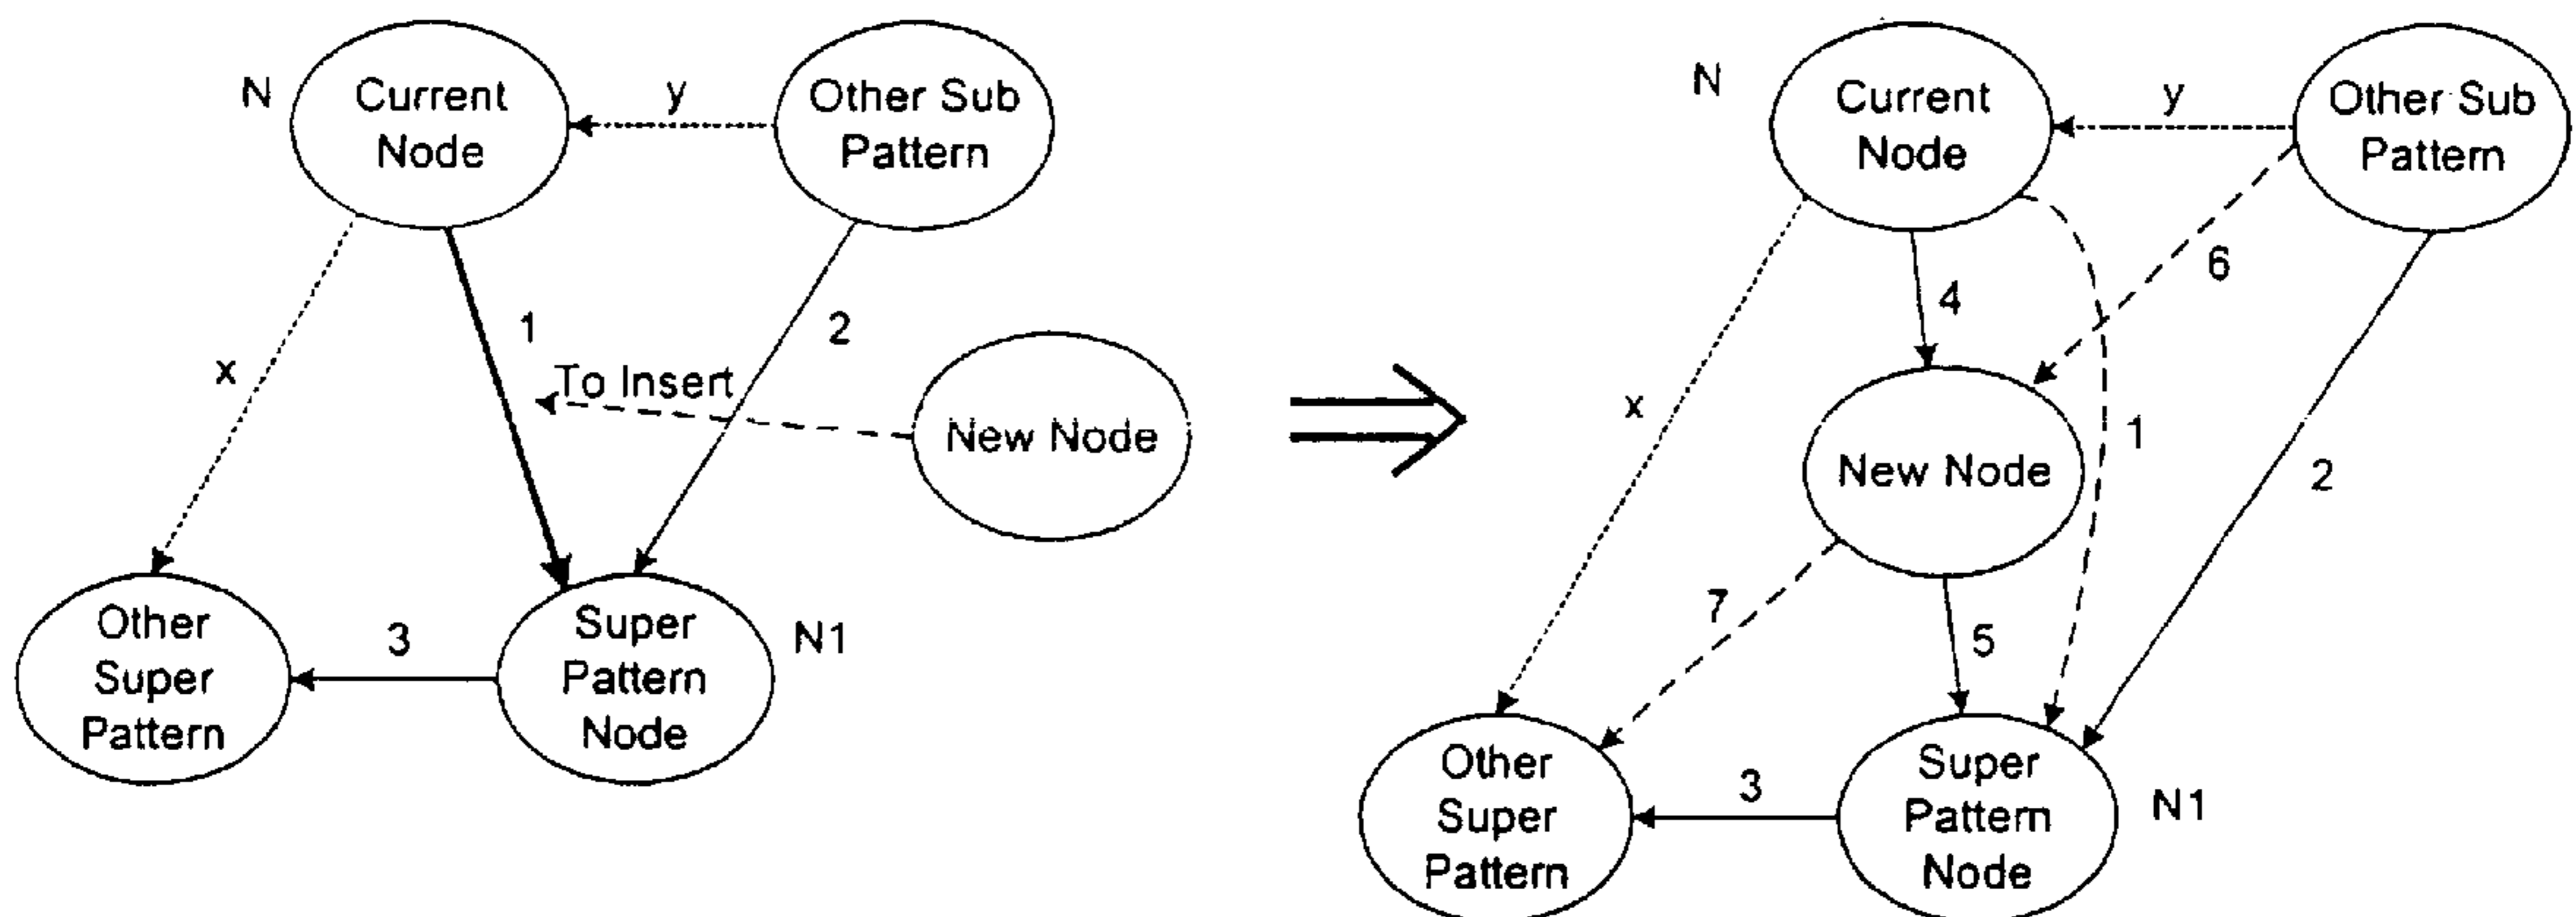 N
Current
Node
y
Other Sub
Pattern
x
1
2
To Insert
New Node
Other
Super
Pattern
3
Super
Pattern
Node
N1
N
Current
Node
y
Other Sub
Pattern
6
4
x
1
2
New Node
7
5
Other
Super
Pattern
3
Super
Pattern
Node
N1